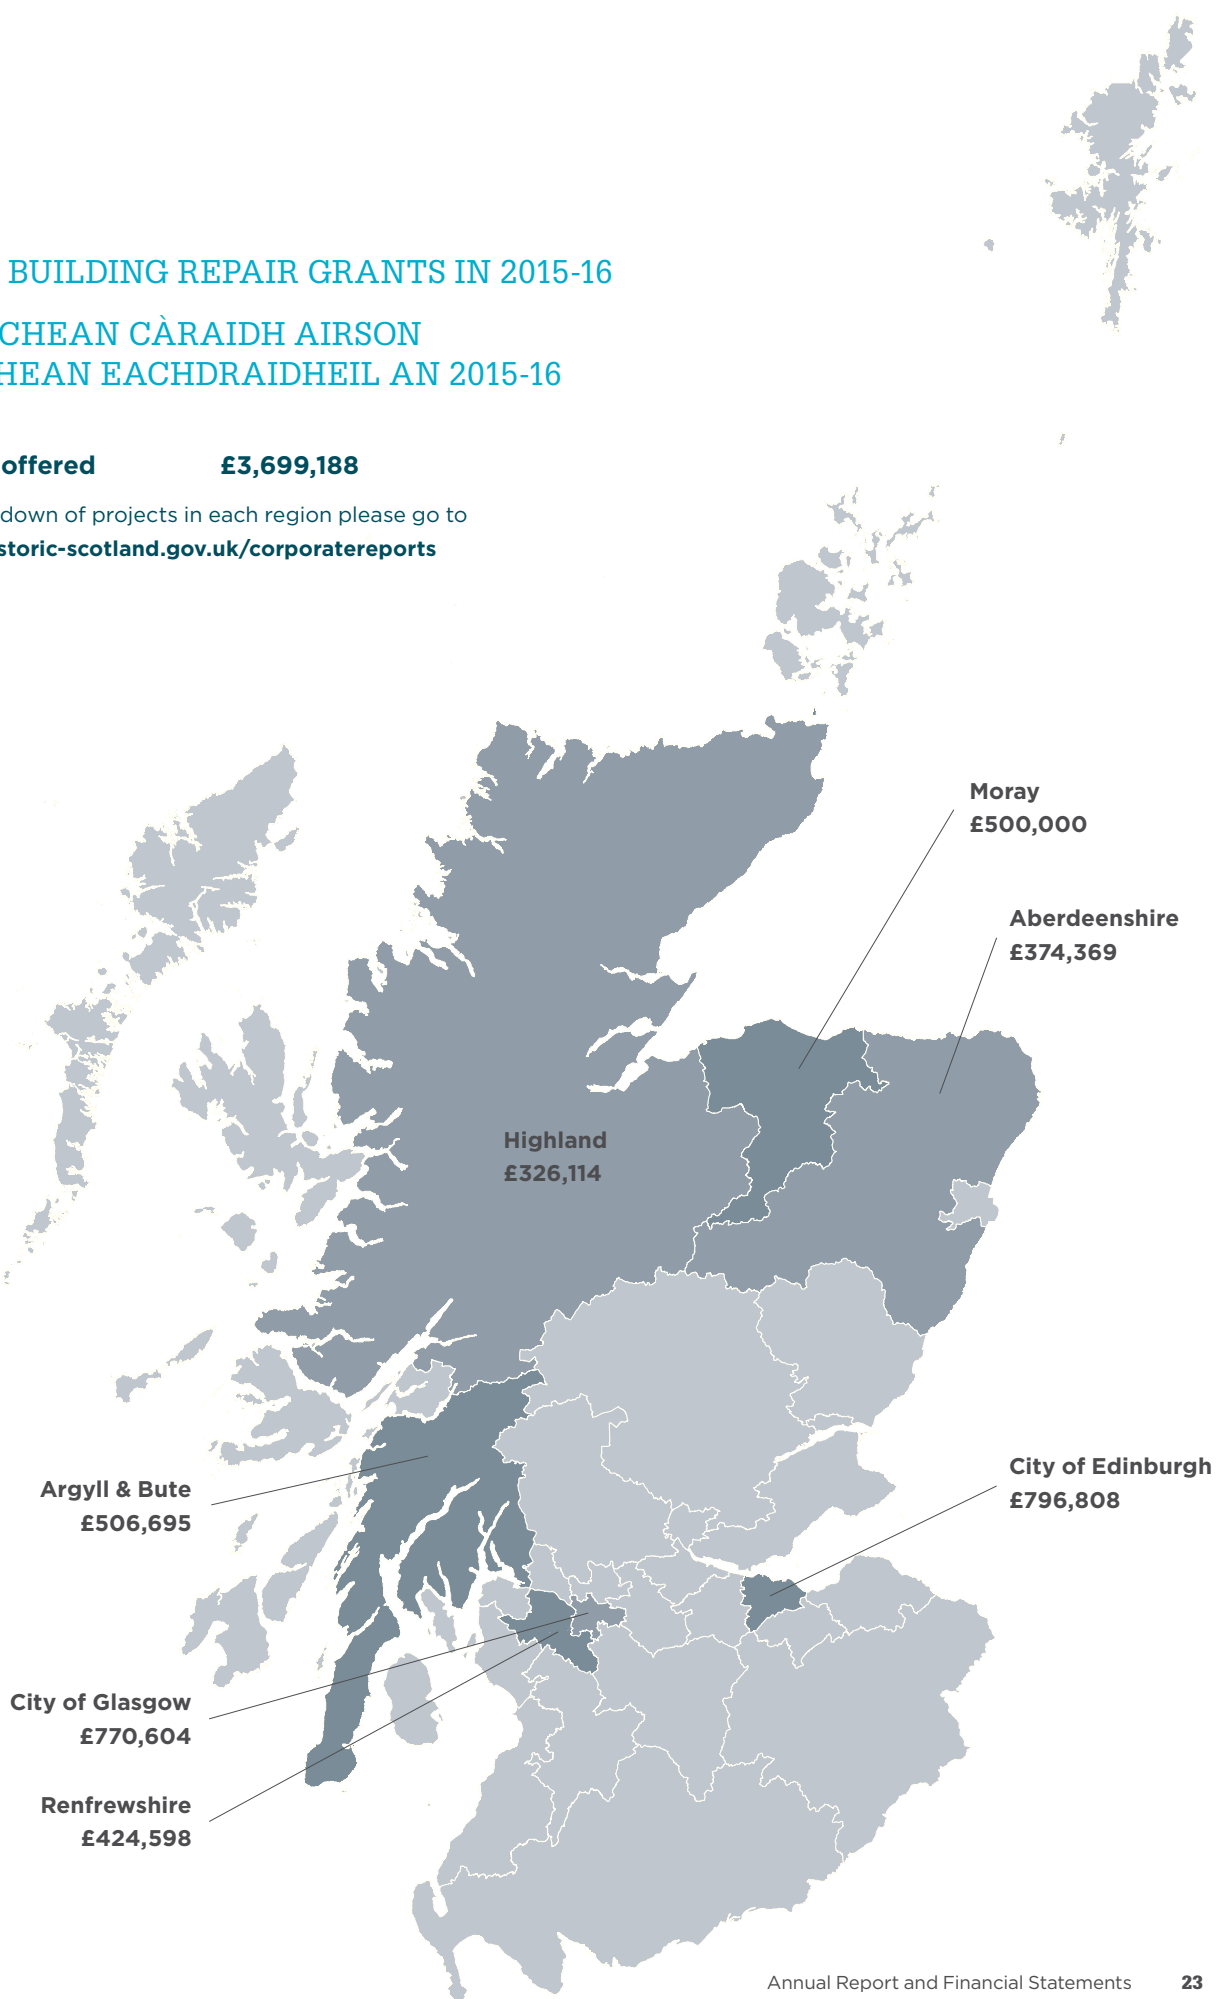 BUILDING REPAIR GRANTS IN 2015-16
CHEAN CÀRAIDH AIRSON
HEAN EACHDRAIDHEIL AN 2015-16
offered £3,699,188
down of projects in each region please go to
storic-scotland.gov.uk/corporatereports
Moray
£500,000
Aberdeenshire
£374,369
Highland
£326,114
Argyll & Bute
£506,695
City of Edinburgh
£796,808
City of Glasgow
£770,604
Renfrewshire
£424,598
Annual Report and Financial Statements 23